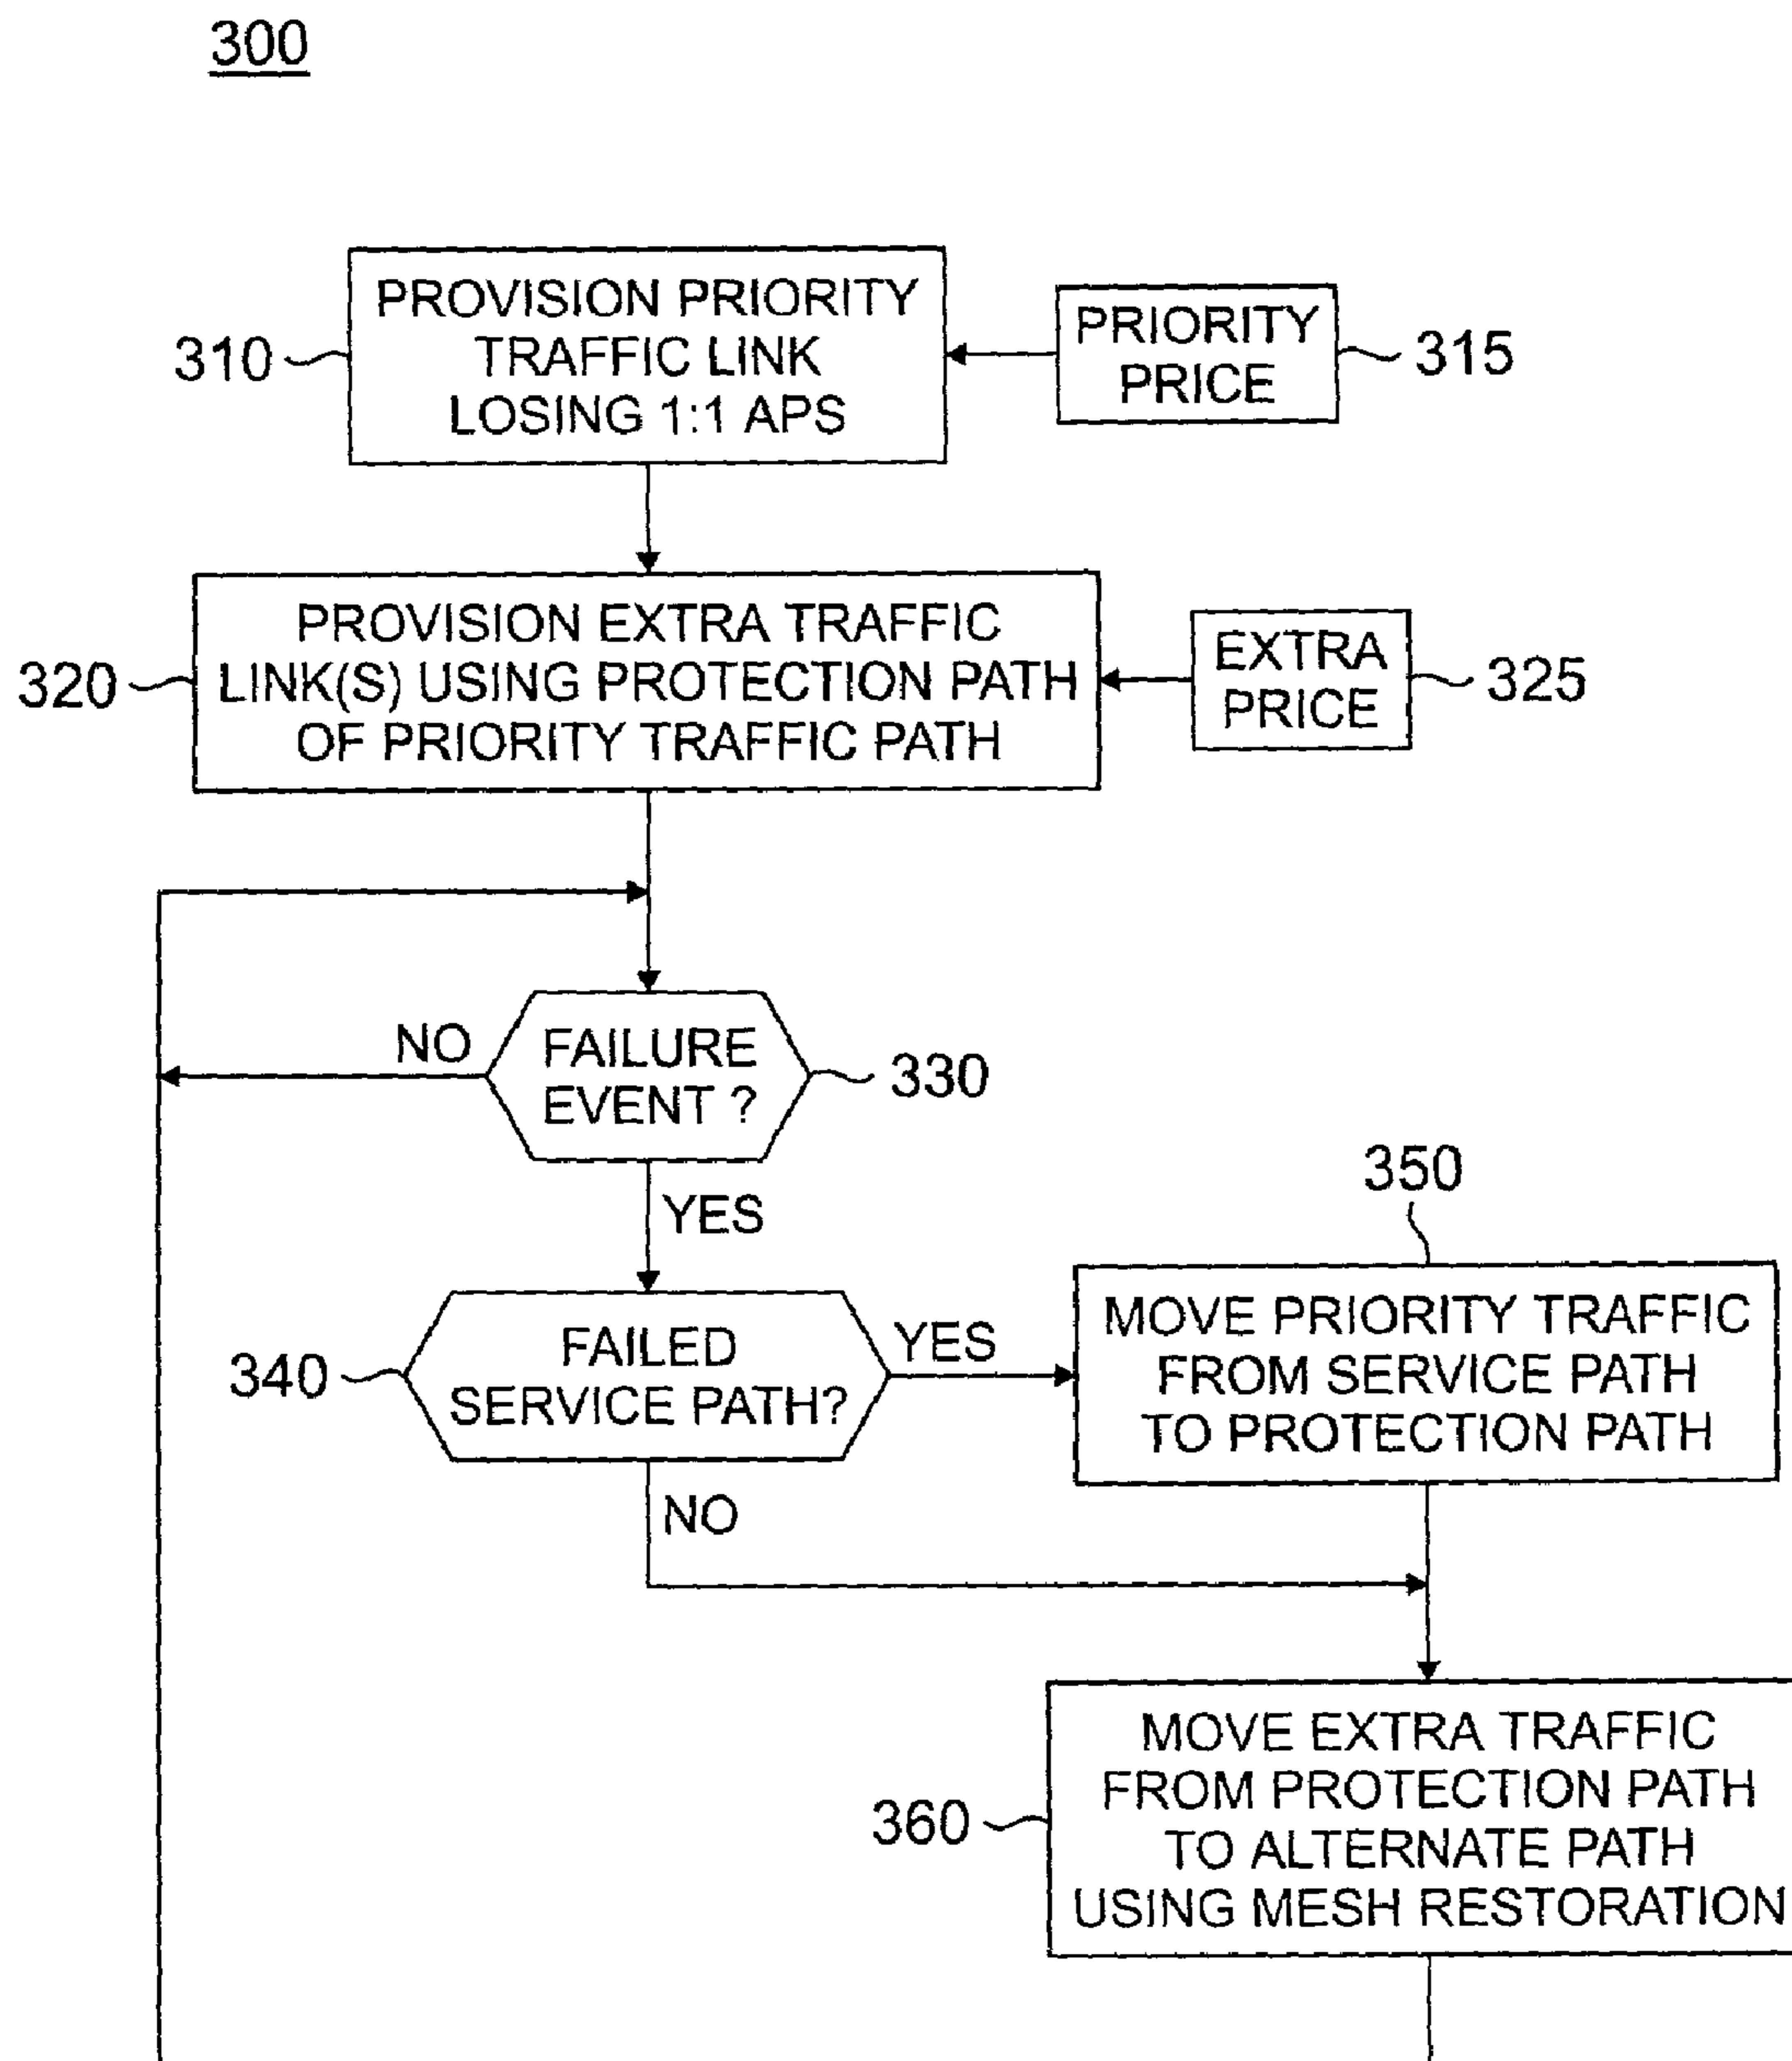 300
PROVISION PRIORITY
TRAFFIC LINK
LOSING 1:1 APS
310
PRIORITY
PRICE
315
PROVISION EXTRA TRAFFIC
LINK(S) USING PROTECTION PATH
OF PRIORITY TRAFFIC PATH
320
EXTRA
PRICE
325
NO
FAILURE
EVENT ?
330
YES
340
FAILED
SERVICE PATH?
YES
350
MOVE PRIORITY TRAFFIC
FROM SERVICE PATH
TO PROTECTION PATH
NO
360
MOVE EXTRA TRAFFIC
FROM PROTECTION PATH
TO ALTERNATE PATH
USING MESH RESTORATION